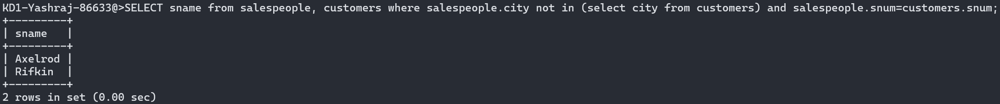 KD1-Yashraj-86633@>SELECT sname from salespeople, customers where salespeople.city not in (select city from customers) and salespeople.snum=customers.snum;
+---------+
| sname   |
+---------+
| Axelrod |
| Rifkin  |
+---------+
2 rows in set (0.00 sec)